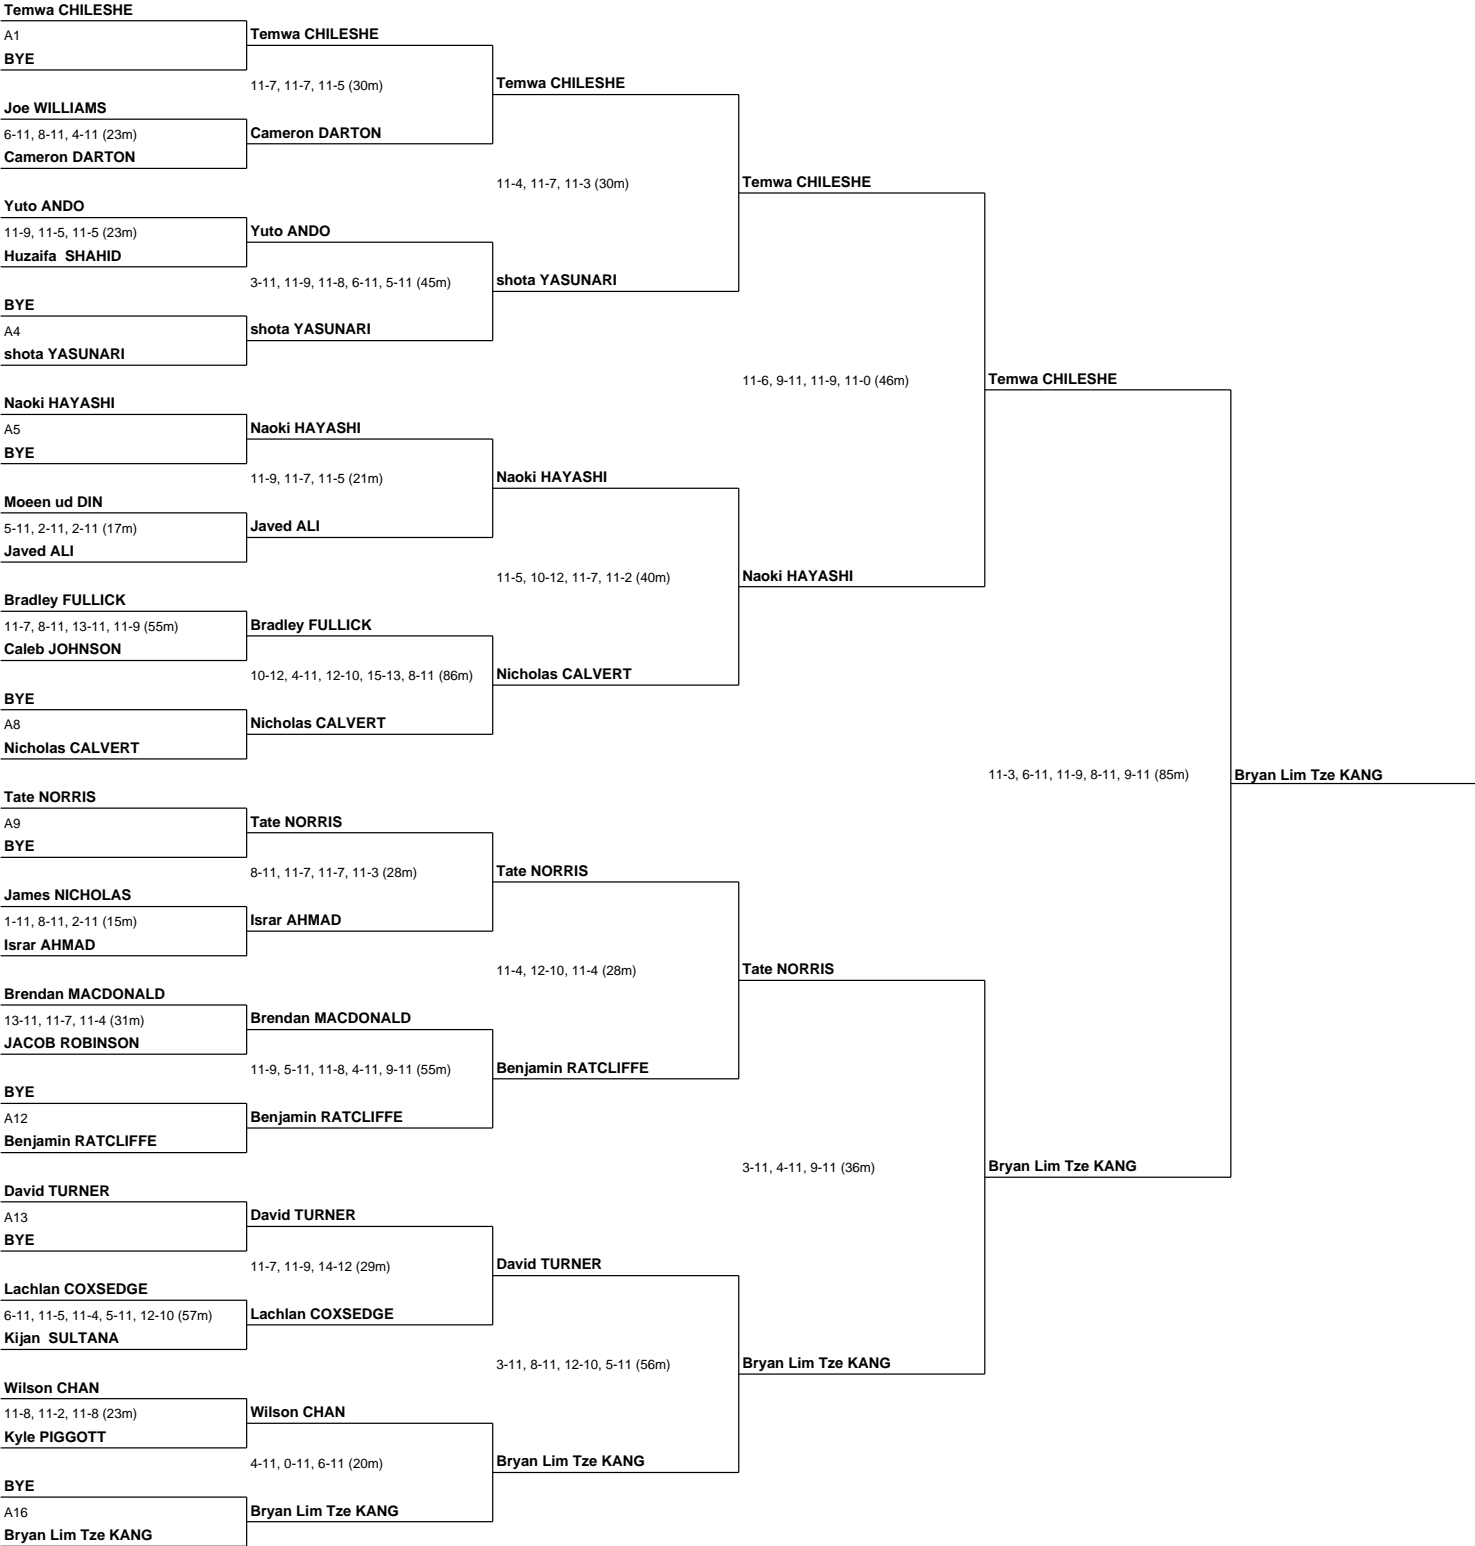 Temwa CHILESHE
A1
BYE
Joe WILLIAMS
6-11, 8-11, 4-11 (23m)
Cameron DARTON
Yuto ANDO
11-9, 11-5, 11-5 (23m)
Huzaifa  SHAHID
BYE
A4
shota YASUNARI
Naoki HAYASHI
A5
BYE
Moeen ud DIN
5-11, 2-11, 2-11 (17m)
Javed ALI
Bradley FULLICK
11-7, 8-11, 13-11, 11-9 (55m)
Caleb JOHNSON
BYE
A8
Nicholas CALVERT
Tate NORRIS
A9
BYE
James NICHOLAS
1-11, 8-11, 2-11 (15m)
Israr AHMAD
Brendan MACDONALD
13-11, 11-7, 11-4 (31m)
JACOB ROBINSON
BYE
A12
Benjamin RATCLIFFE
David TURNER
A13
BYE
Lachlan COXSEDGE
6-11, 11-5, 11-4, 5-11, 12-10 (57m)
Kijan  SULTANA
Wilson CHAN
11-8, 11-2, 11-8 (23m)
Kyle PIGGOTT
BYE
A16
Bryan Lim Tze KANG
Temwa CHILESHE
11-7, 11-7, 11-5 (30m)
Cameron DARTON
Yuto ANDO
3-11, 11-9, 11-8, 6-11, 5-11 (45m)
shota YASUNARI
Naoki HAYASHI
11-9, 11-7, 11-5 (21m)
Javed ALI
Bradley FULLICK
10-12, 4-11, 12-10, 15-13, 8-11 (86m)
Nicholas CALVERT
Tate NORRIS
8-11, 11-7, 11-7, 11-3 (28m)
Israr AHMAD
Brendan MACDONALD
11-9, 5-11, 11-8, 4-11, 9-11 (55m)
Benjamin RATCLIFFE
David TURNER
11-7, 11-9, 14-12 (29m)
Lachlan COXSEDGE
Wilson CHAN
4-11, 0-11, 6-11 (20m)
Bryan Lim Tze KANG
Temwa CHILESHE
11-4, 11-7, 11-3 (30m)
shota YASUNARI
Naoki HAYASHI
11-5, 10-12, 11-7, 11-2 (40m)
Nicholas CALVERT
Tate NORRIS
11-4, 12-10, 11-4 (28m)
Benjamin RATCLIFFE
David TURNER
3-11, 8-11, 12-10, 5-11 (56m)
Bryan Lim Tze KANG
Temwa CHILESHE
11-6, 9-11, 11-9, 11-0 (46m)
Naoki HAYASHI
Tate NORRIS
3-11, 4-11, 9-11 (36m)
Bryan Lim Tze KANG
Temwa CHILESHE
11-3, 6-11, 11-9, 8-11, 9-11 (85m)
Bryan Lim Tze KANG
Bryan Lim Tze KANG